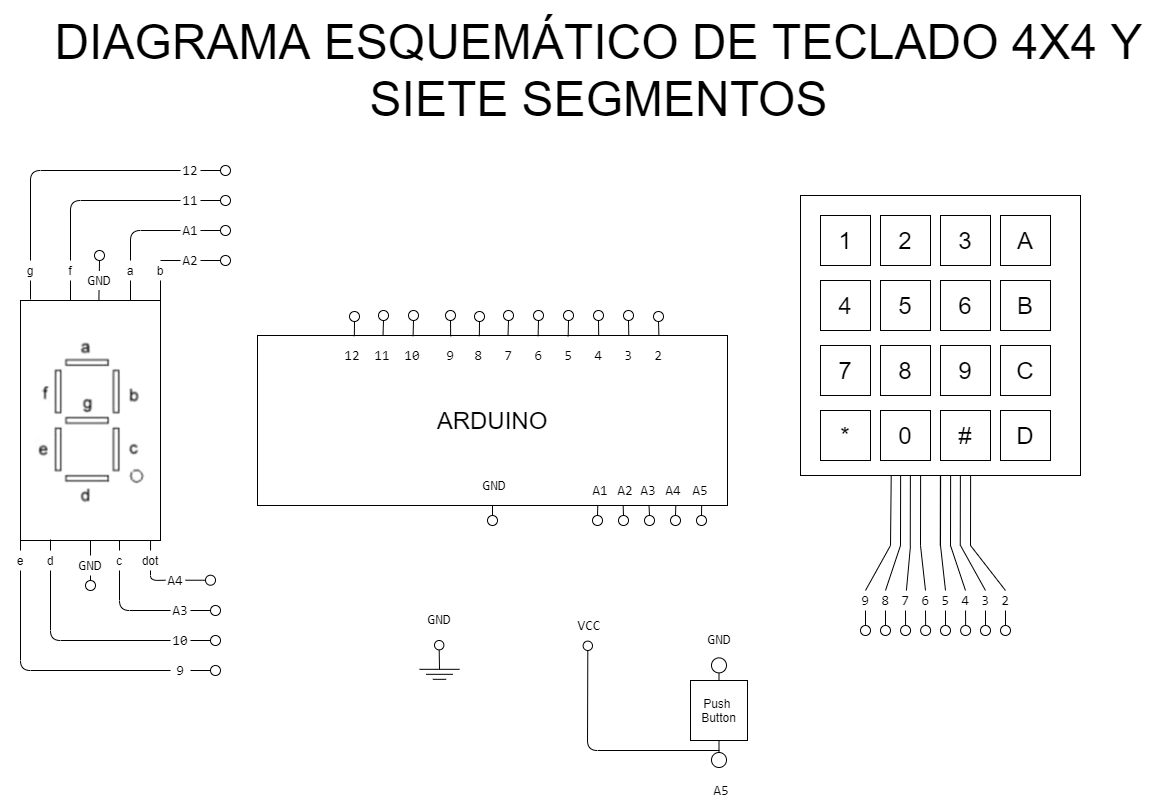 DIAGRAMA ESQUEMÁTICO DE TECLADO 4X4 Y
SIETE SEGMENTOS
12
11
A1
A2
g f GND a b
a
f b
g
e c
d
e d GND c dot
A4
A3
10
9
12 11 10 9 8 7 6 5 4 3 2
ARDUINO
GND A1 A2 A3 A4 A5
1 2 3 A
4 5 6 B
7 8 9 C
* 0 # D
9 8 7 6 5 4 3 2
GND
VCC
GND
Push
Button
A5